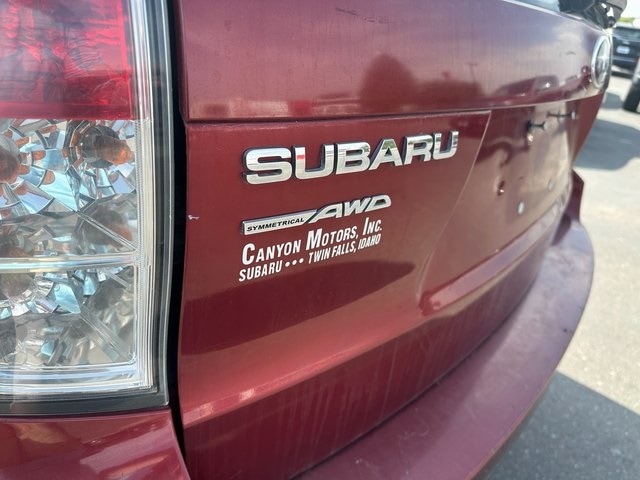 SUBARU
SYMMETRICAL AWD
CANYON MOTORS, INC.
SUBARU ••• TWIN FALLS, IDAHO